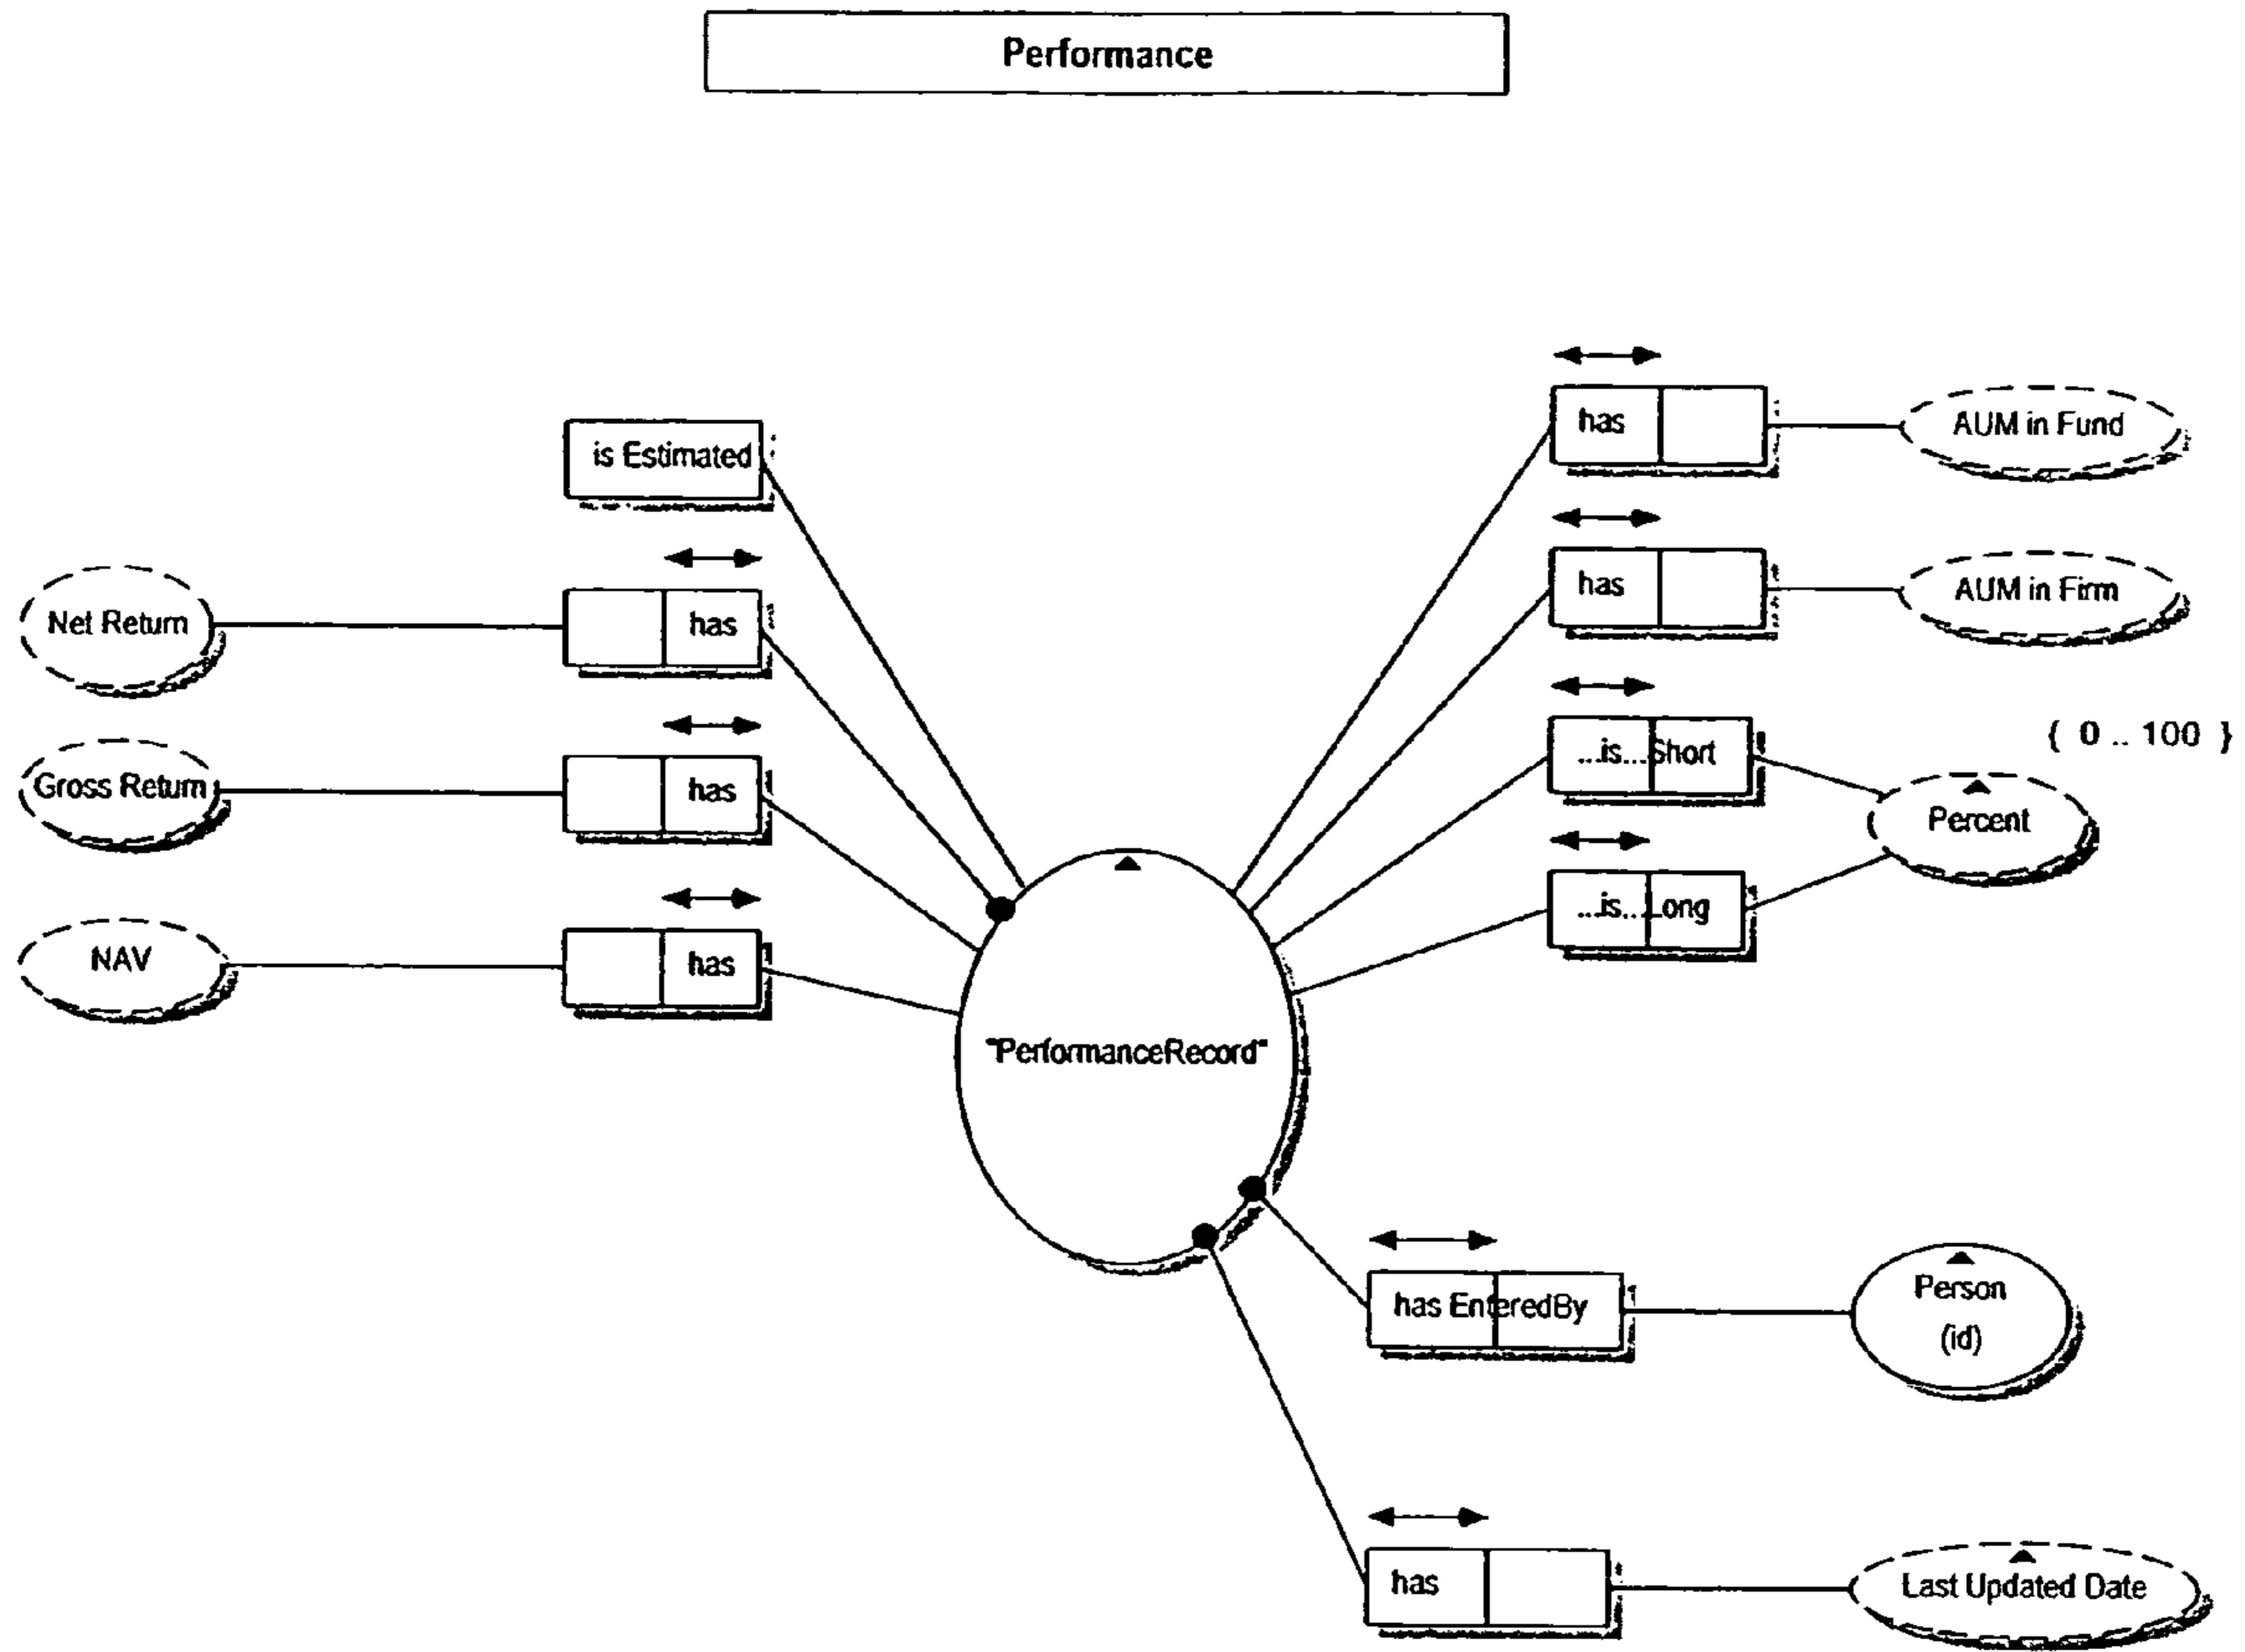 Performance
has
AUM in Fund
is Estimated
has
AUM in Firm
Net Return
has
...is...Short
{ 0 .. 100 }
Gross Return
has
Percent
...is...Long
NAV
has
"PerformanceRecord"
has EnteredBy
Person
(id)
has
Last Updated Date